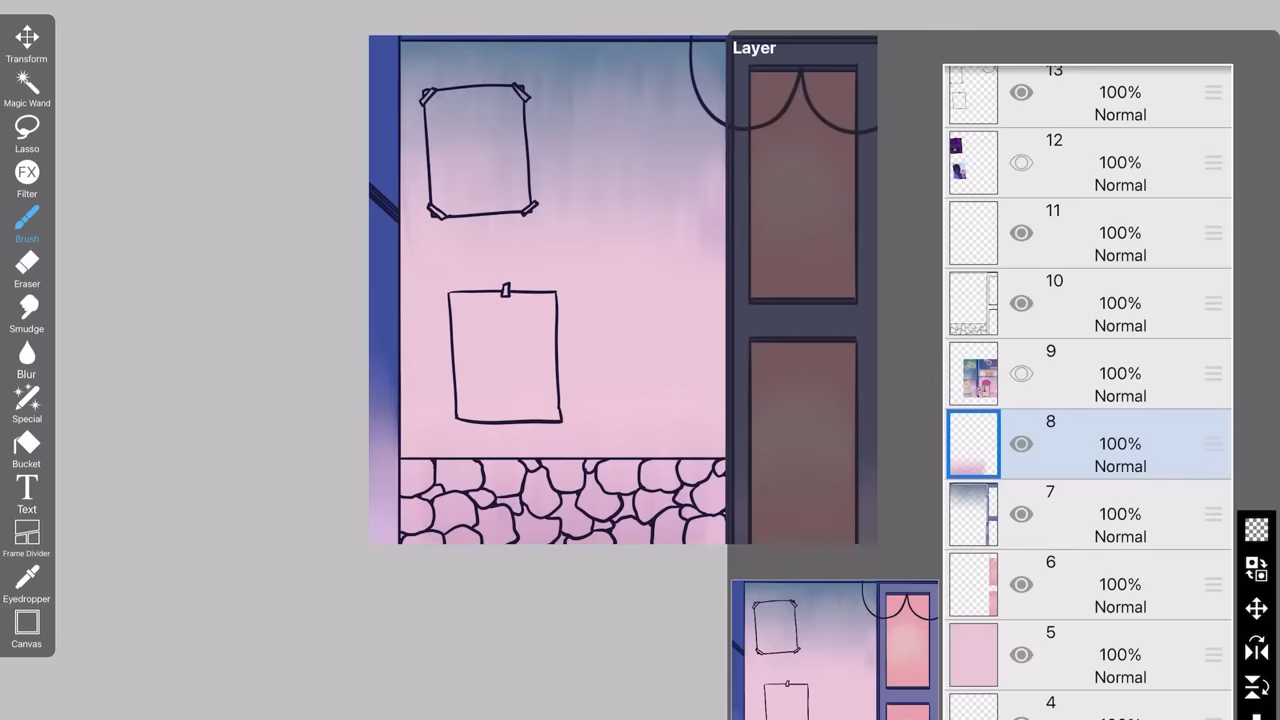 Transform
Magic Wand
Lasso
FX
Filter
Brush
Eraser
Smudge
Blur
Special
Bucket
T
Text
Frame Divider
Eyedropper
Canvas
Layer
13
100%
Normal
12
100%
Normal
11
100%
Normal
10
100%
Normal
9
100%
Normal
8
100%
Normal
7
100%
Normal
6
100%
Normal
5
100%
Normal
4